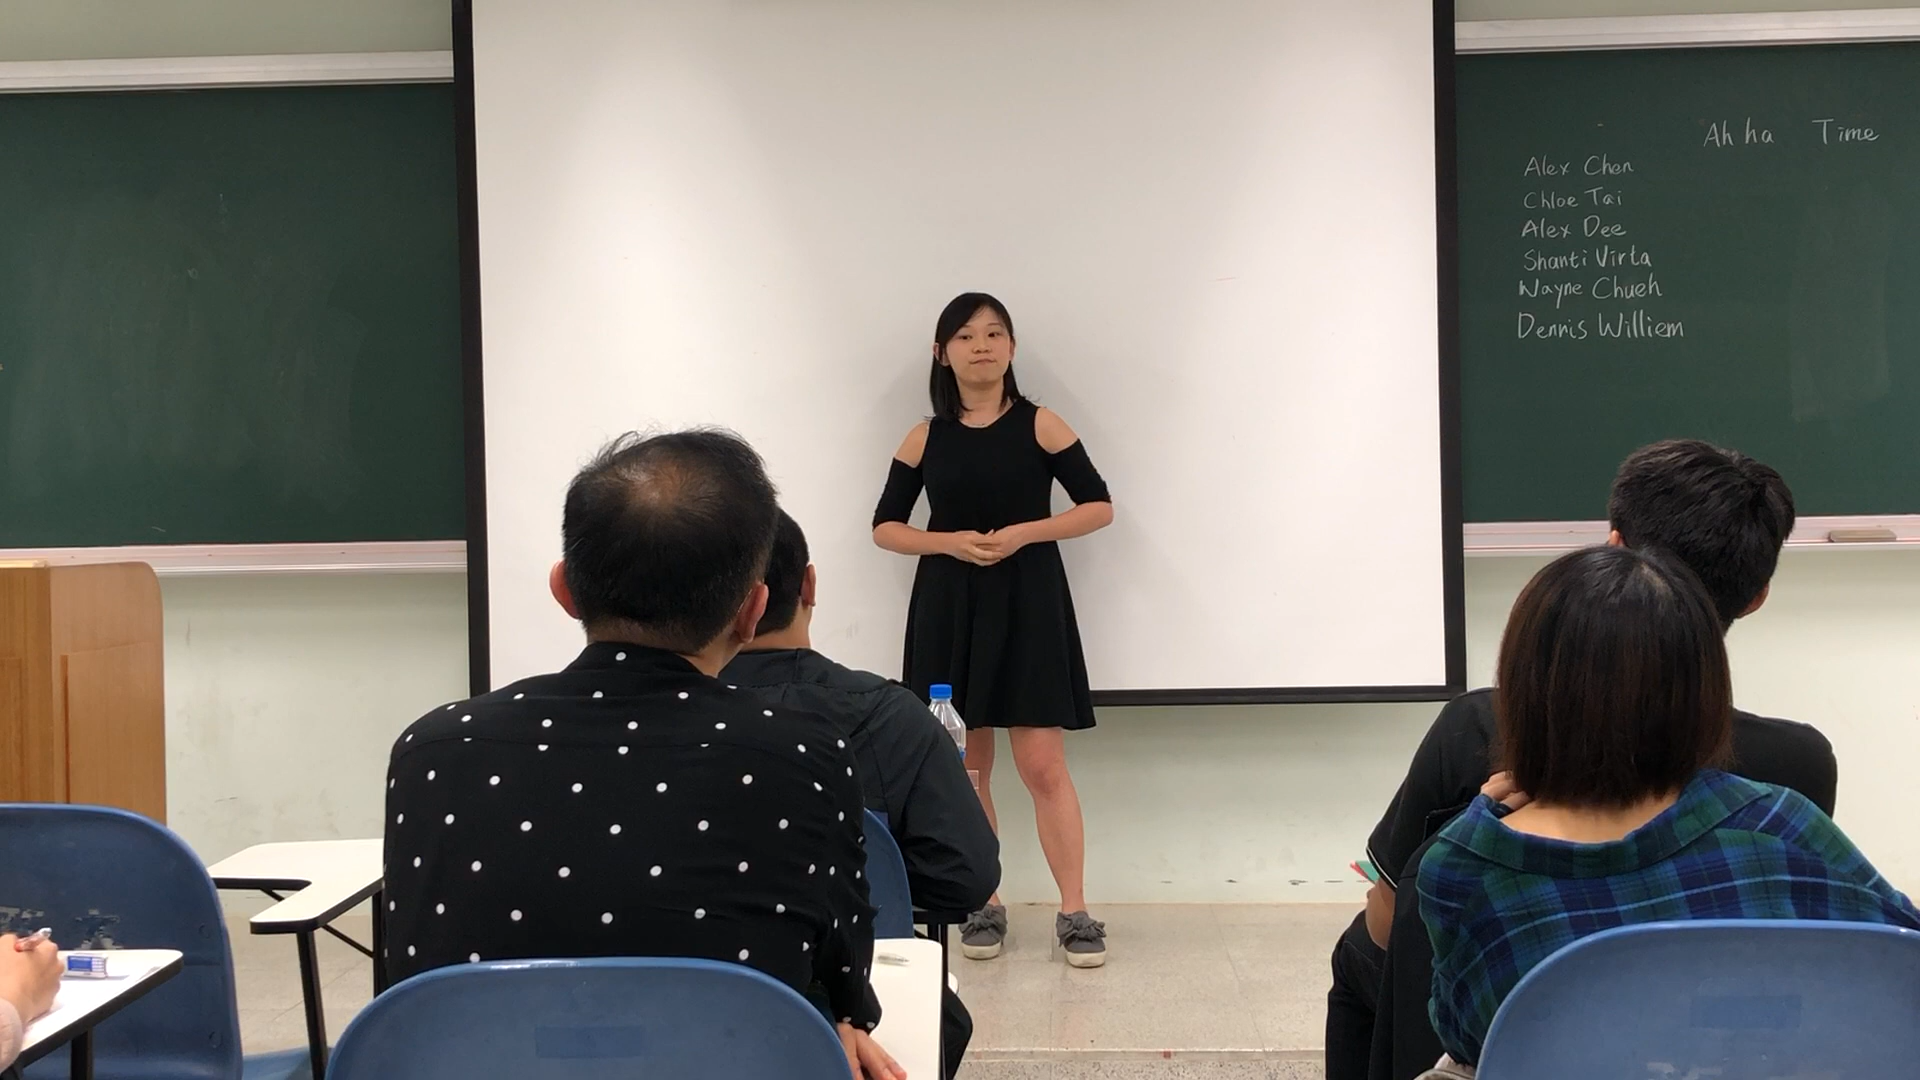 Ah ha Time
Alex Chen
Chloe Tai
Alex Dee
Shanti Virta
Wayne Chueh
Dennis Williem